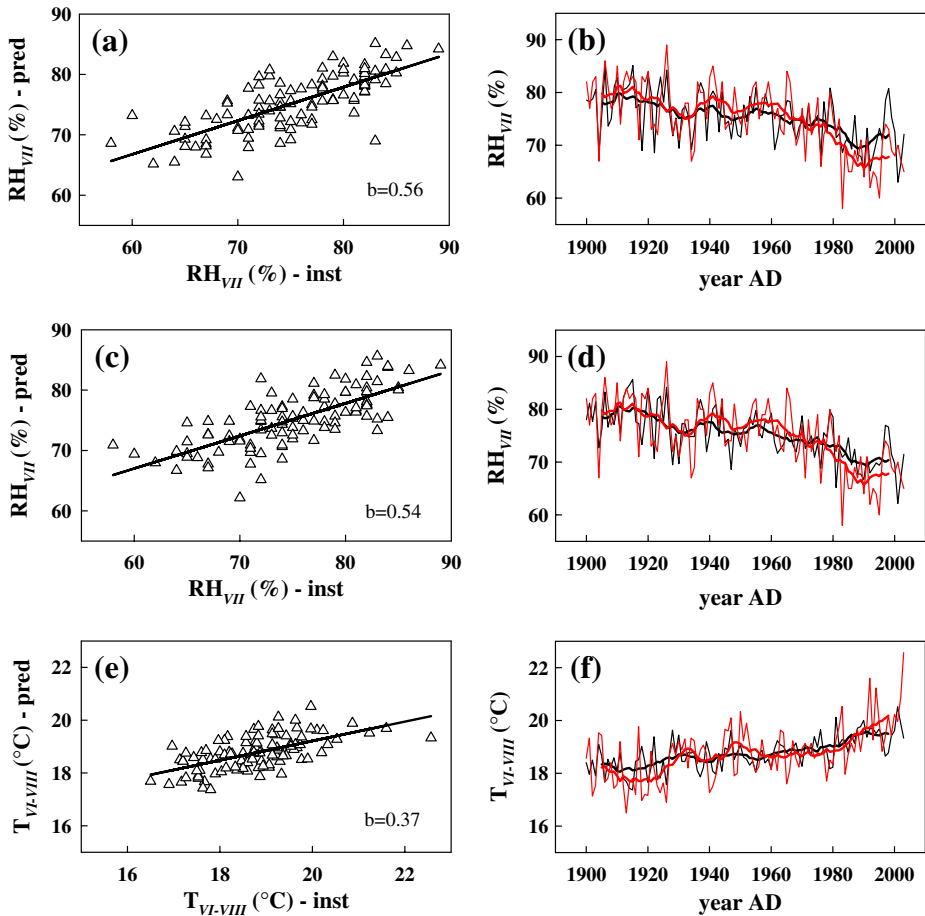 (a)
RH_VII (%) - pred
90
80
70
60
60 70 80 90
b=0.56
RH_VII (%) - inst
(b)
RH_VII (%)
90
80
70
60
1900 1920 1940 1960 1980 2000
year AD
(c)
RH_VII (%) - pred
90
80
70
60
60 70 80 90
b=0.54
RH_VII (%) - inst
(d)
RH_VII (%)
90
80
70
60
1900 1920 1940 1960 1980 2000
year AD
(e)
T_VI-VIII (°C) - pred
22
20
18
16
16 18 20 22
b=0.37
T_VI-VIII (°C) - inst
(f)
T_VI-VIII (°C)
22
20
18
16
1900 1920 1940 1960 1980 2000
year AD